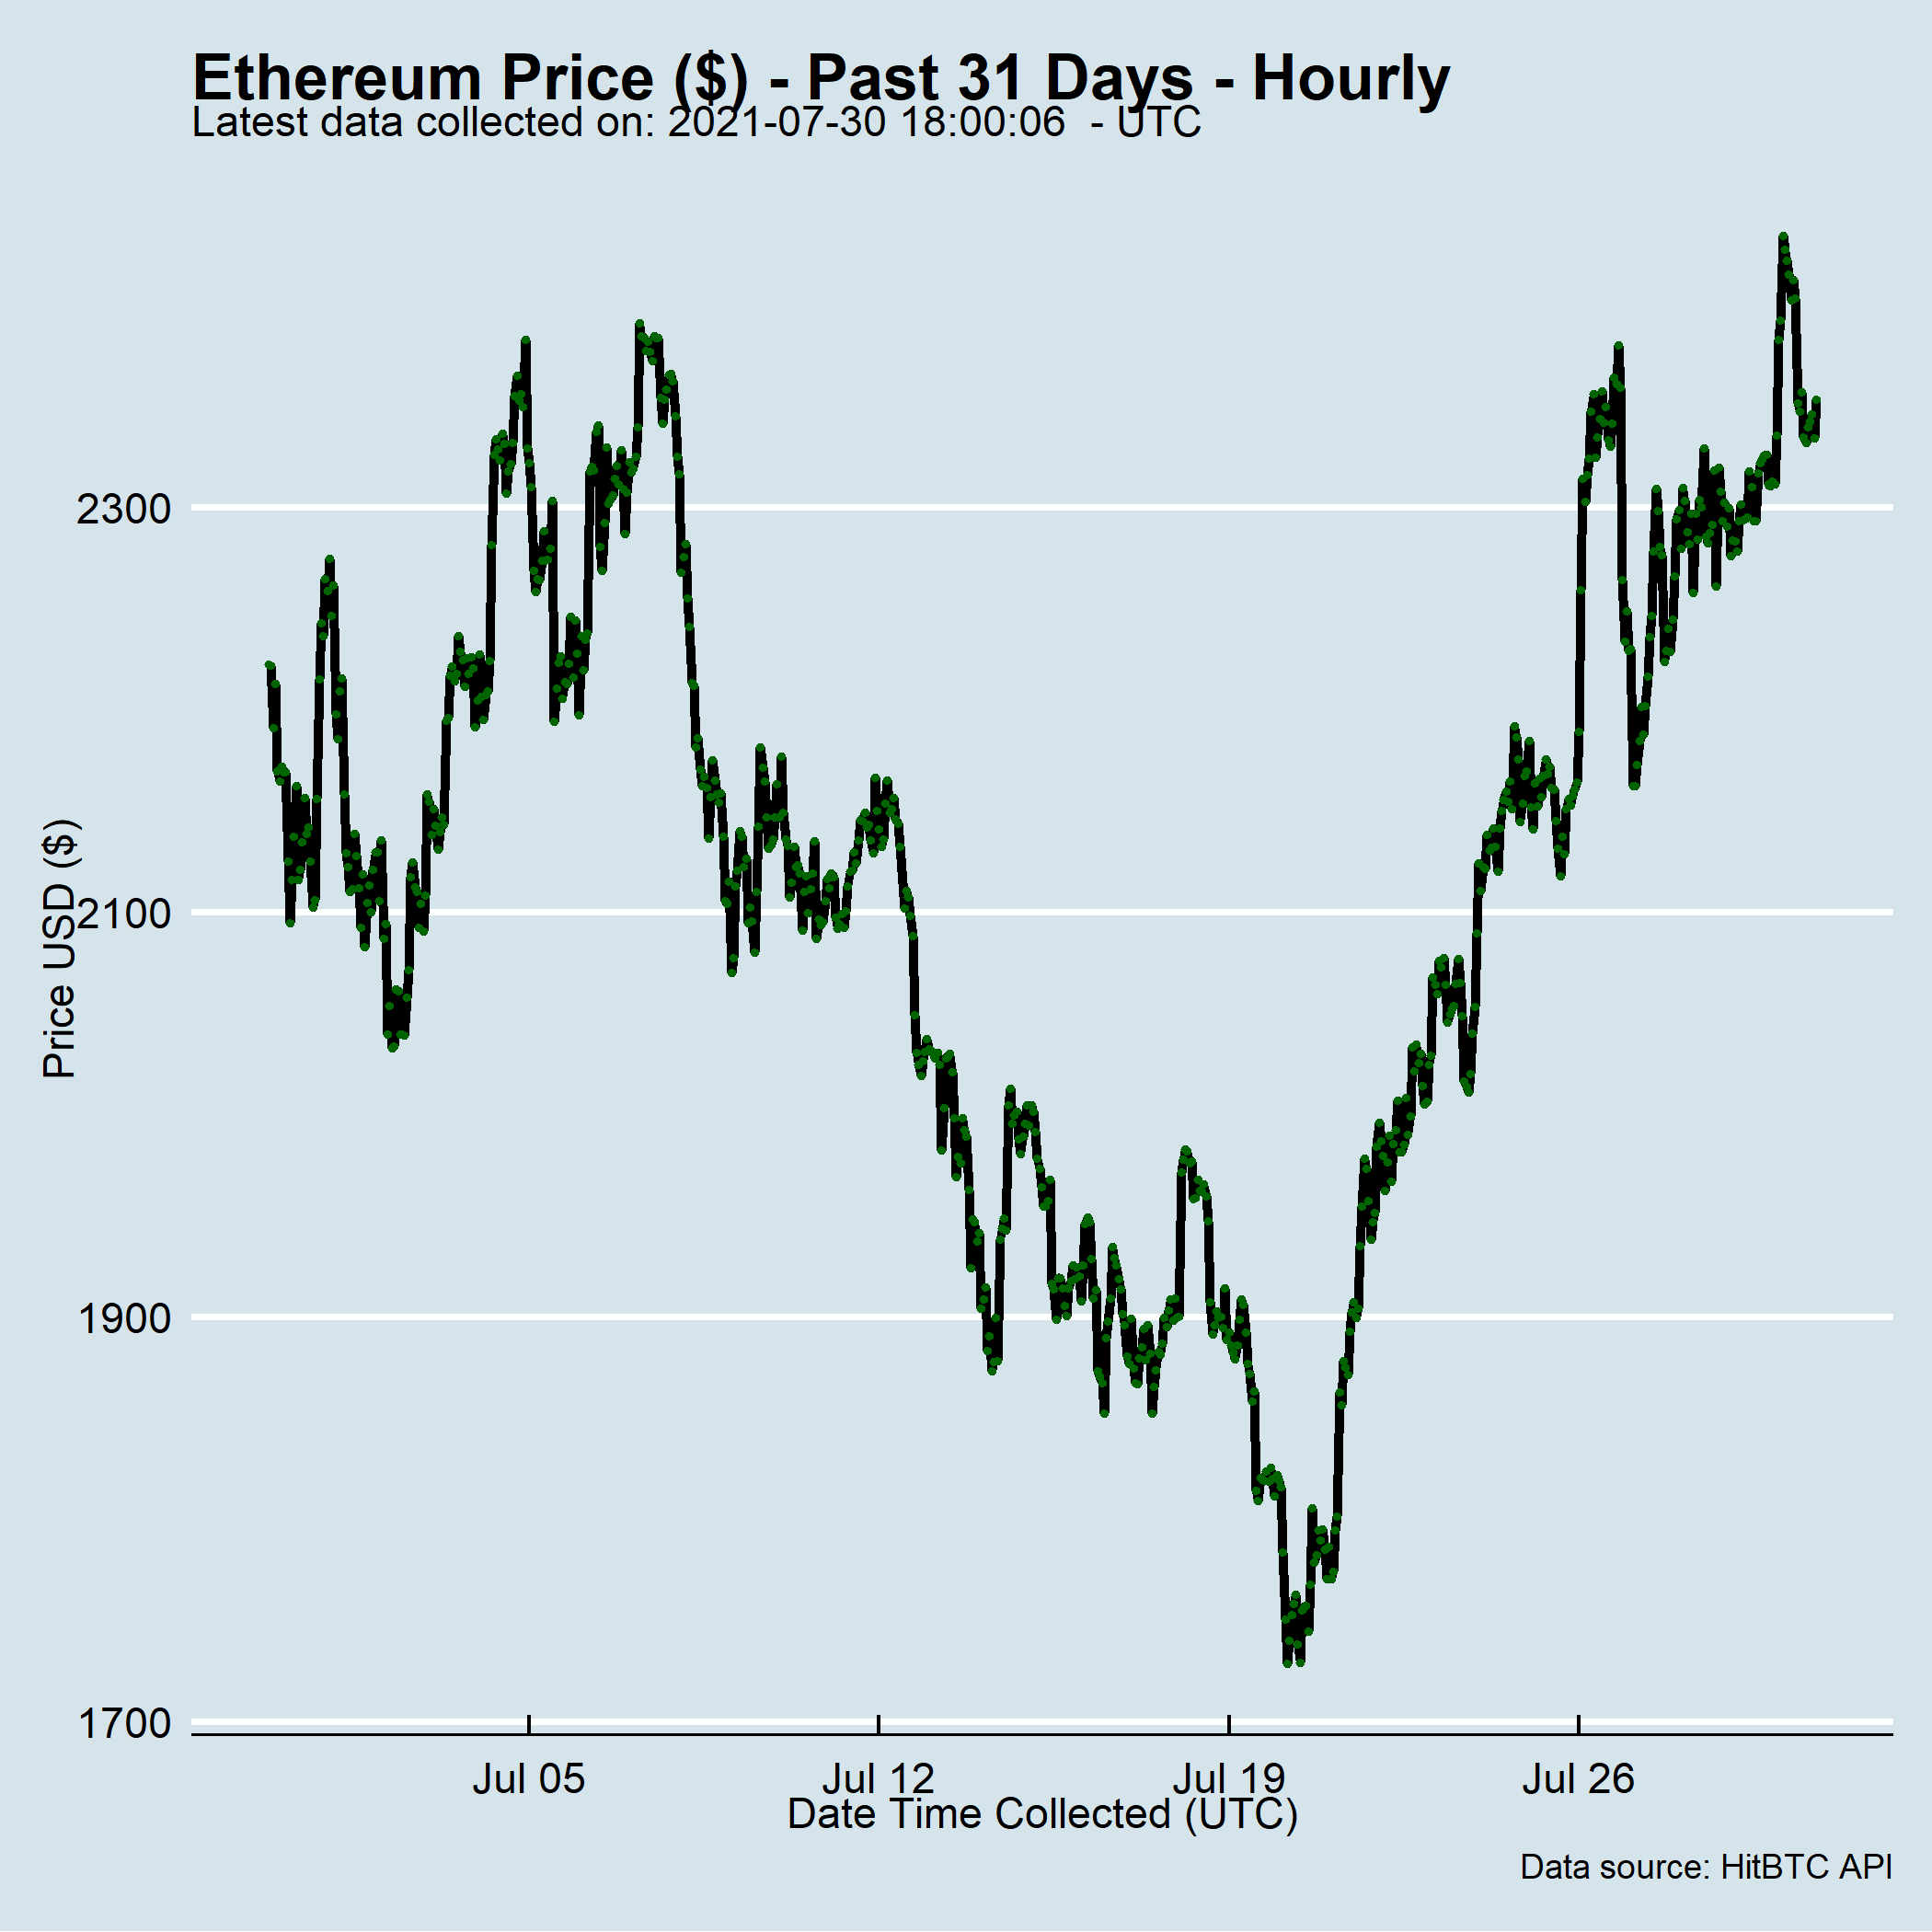 Ethereum Price ($) - Past 31 Days - Hourly
Latest data collected on: 2021-07-30 18:00:06  - UTC
2300
2100
1900
1700
Price USD ($)
Jul 05
Jul 12
Jul 19
Jul 26
Date Time Collected (UTC)
Data source: HitBTC API